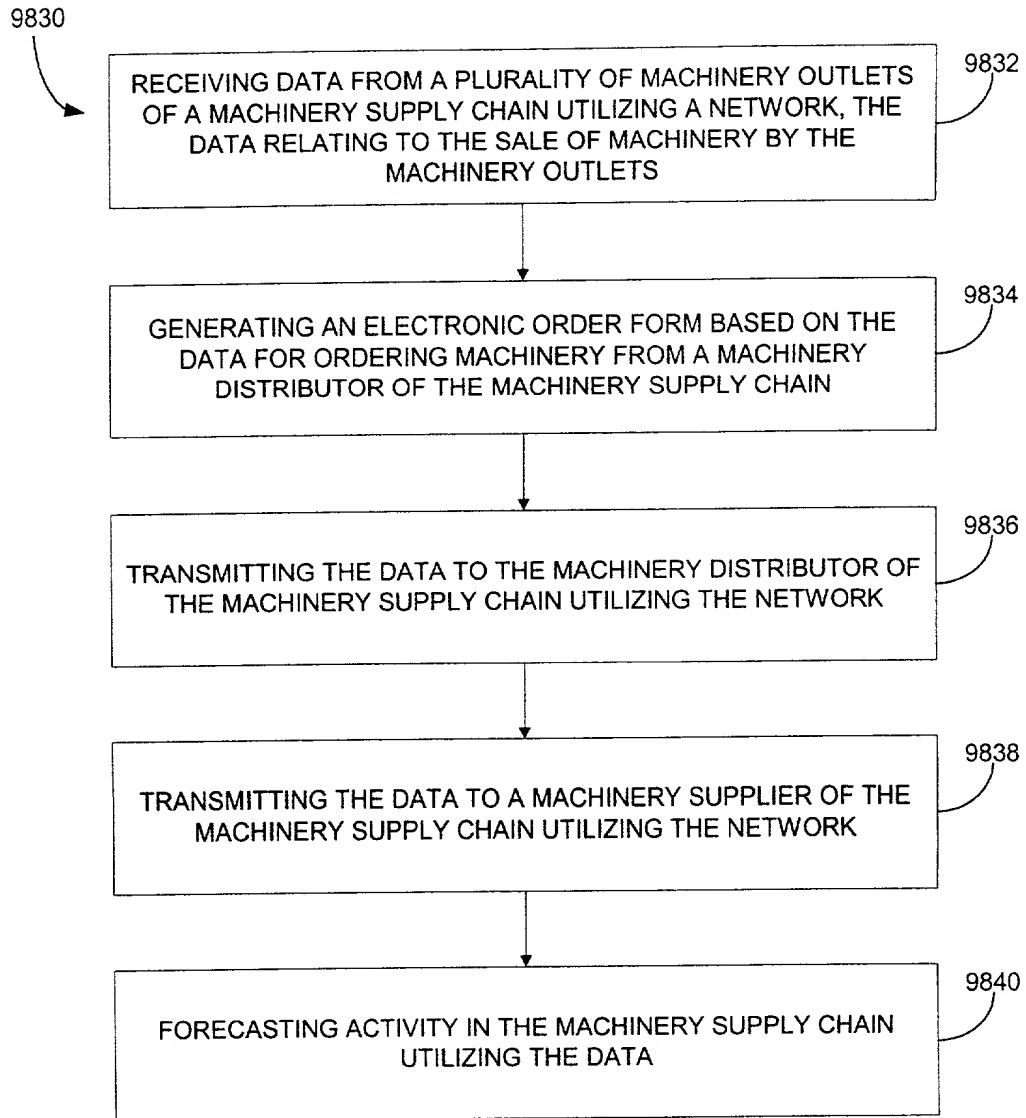 9830
9832
RECEIVING DATA FROM A PLURALITY OF MACHINERY OUTLETS
OF A MACHINERY SUPPLY CHAIN UTILIZING A NETWORK, THE
DATA RELATING TO THE SALE OF MACHINERY BY THE
MACHINERY OUTLETS
9834
GENERATING AN ELECTRONIC ORDER FORM BASED ON THE
DATA FOR ORDERING MACHINERY FROM A MACHINERY
DISTRIBUTOR OF THE MACHINERY SUPPLY CHAIN
9836
TRANSMITTING THE DATA TO THE MACHINERY DISTRIBUTOR OF
THE MACHINERY SUPPLY CHAIN UTILIZING THE NETWORK
9838
TRANSMITTING THE DATA TO A MACHINERY SUPPLIER OF THE
MACHINERY SUPPLY CHAIN UTILIZING THE NETWORK
9840
FORECASTING ACTIVITY IN THE MACHINERY SUPPLY CHAIN
UTILIZING THE DATA